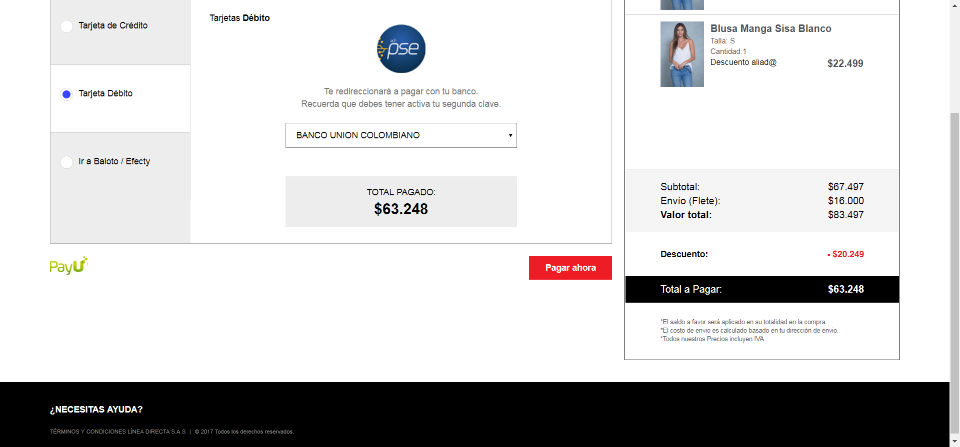 Tarjeta de Crédito
Tarjeta Débito
Ir a Baloto / Efecty
Tarjetas Débito
pse
Te redireccionará a pagar con tu banco.
Recuerda que debes tener activa tu segunda clave.
BANCO UNION COLOMBIANO
TOTAL PAGADO:
$63.248
PayU
Pagar ahora
Blusa Manga Sisa Blanco
Talla: S
Cantidad:1
Descuento aliad@ $22.499
Subtotal: $67.497
Envío (Flete): $16.000
Valor total: $83.497
Descuento: - $20.249
Total a Pagar: $63.248
*El saldo a favor será aplicado en su totalidad en la compra
*El costo de envio es calculado basado en tu dirección de envio.
*Todos nuestros Precios incluyen IVA
¿NECESITAS AYUDA?
TÉRMINOS Y CONDICIONES LÍNEA DIRECTA S.A.S. | © 2017 Todos los derechos reservados.